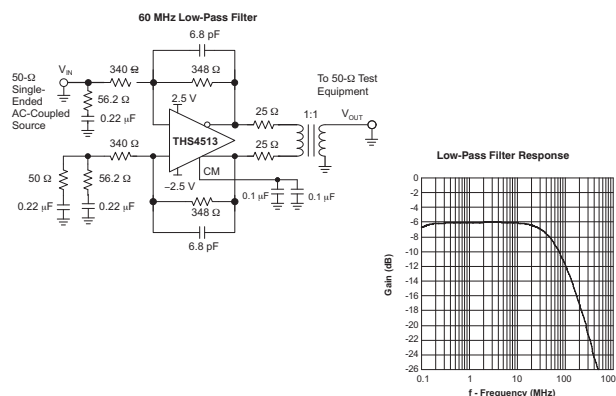 60 MHz Low-Pass Filter
6.8 pF
50-Ω
Single-
Ended
AC-Coupled
Source
VIN
340 Ω
348 Ω
56.2 Ω
0.22 µF
2.5 V
THS4513
CM
−2.5 V
25 Ω
25 Ω
1:1
To 50-Ω Test
Equipment
VOUT
340 Ω
50 Ω
56.2 Ω
0.22 µF
0.22 µF
0.1 µF
0.1 µF
348 Ω
6.8 pF
Low-Pass Filter Response
Gain (dB)
0
-2
-4
-6
-8
-10
-12
-14
-16
-18
-20
-22
-24
-26
0.1
1
10
100
f - Frequency (MHz)